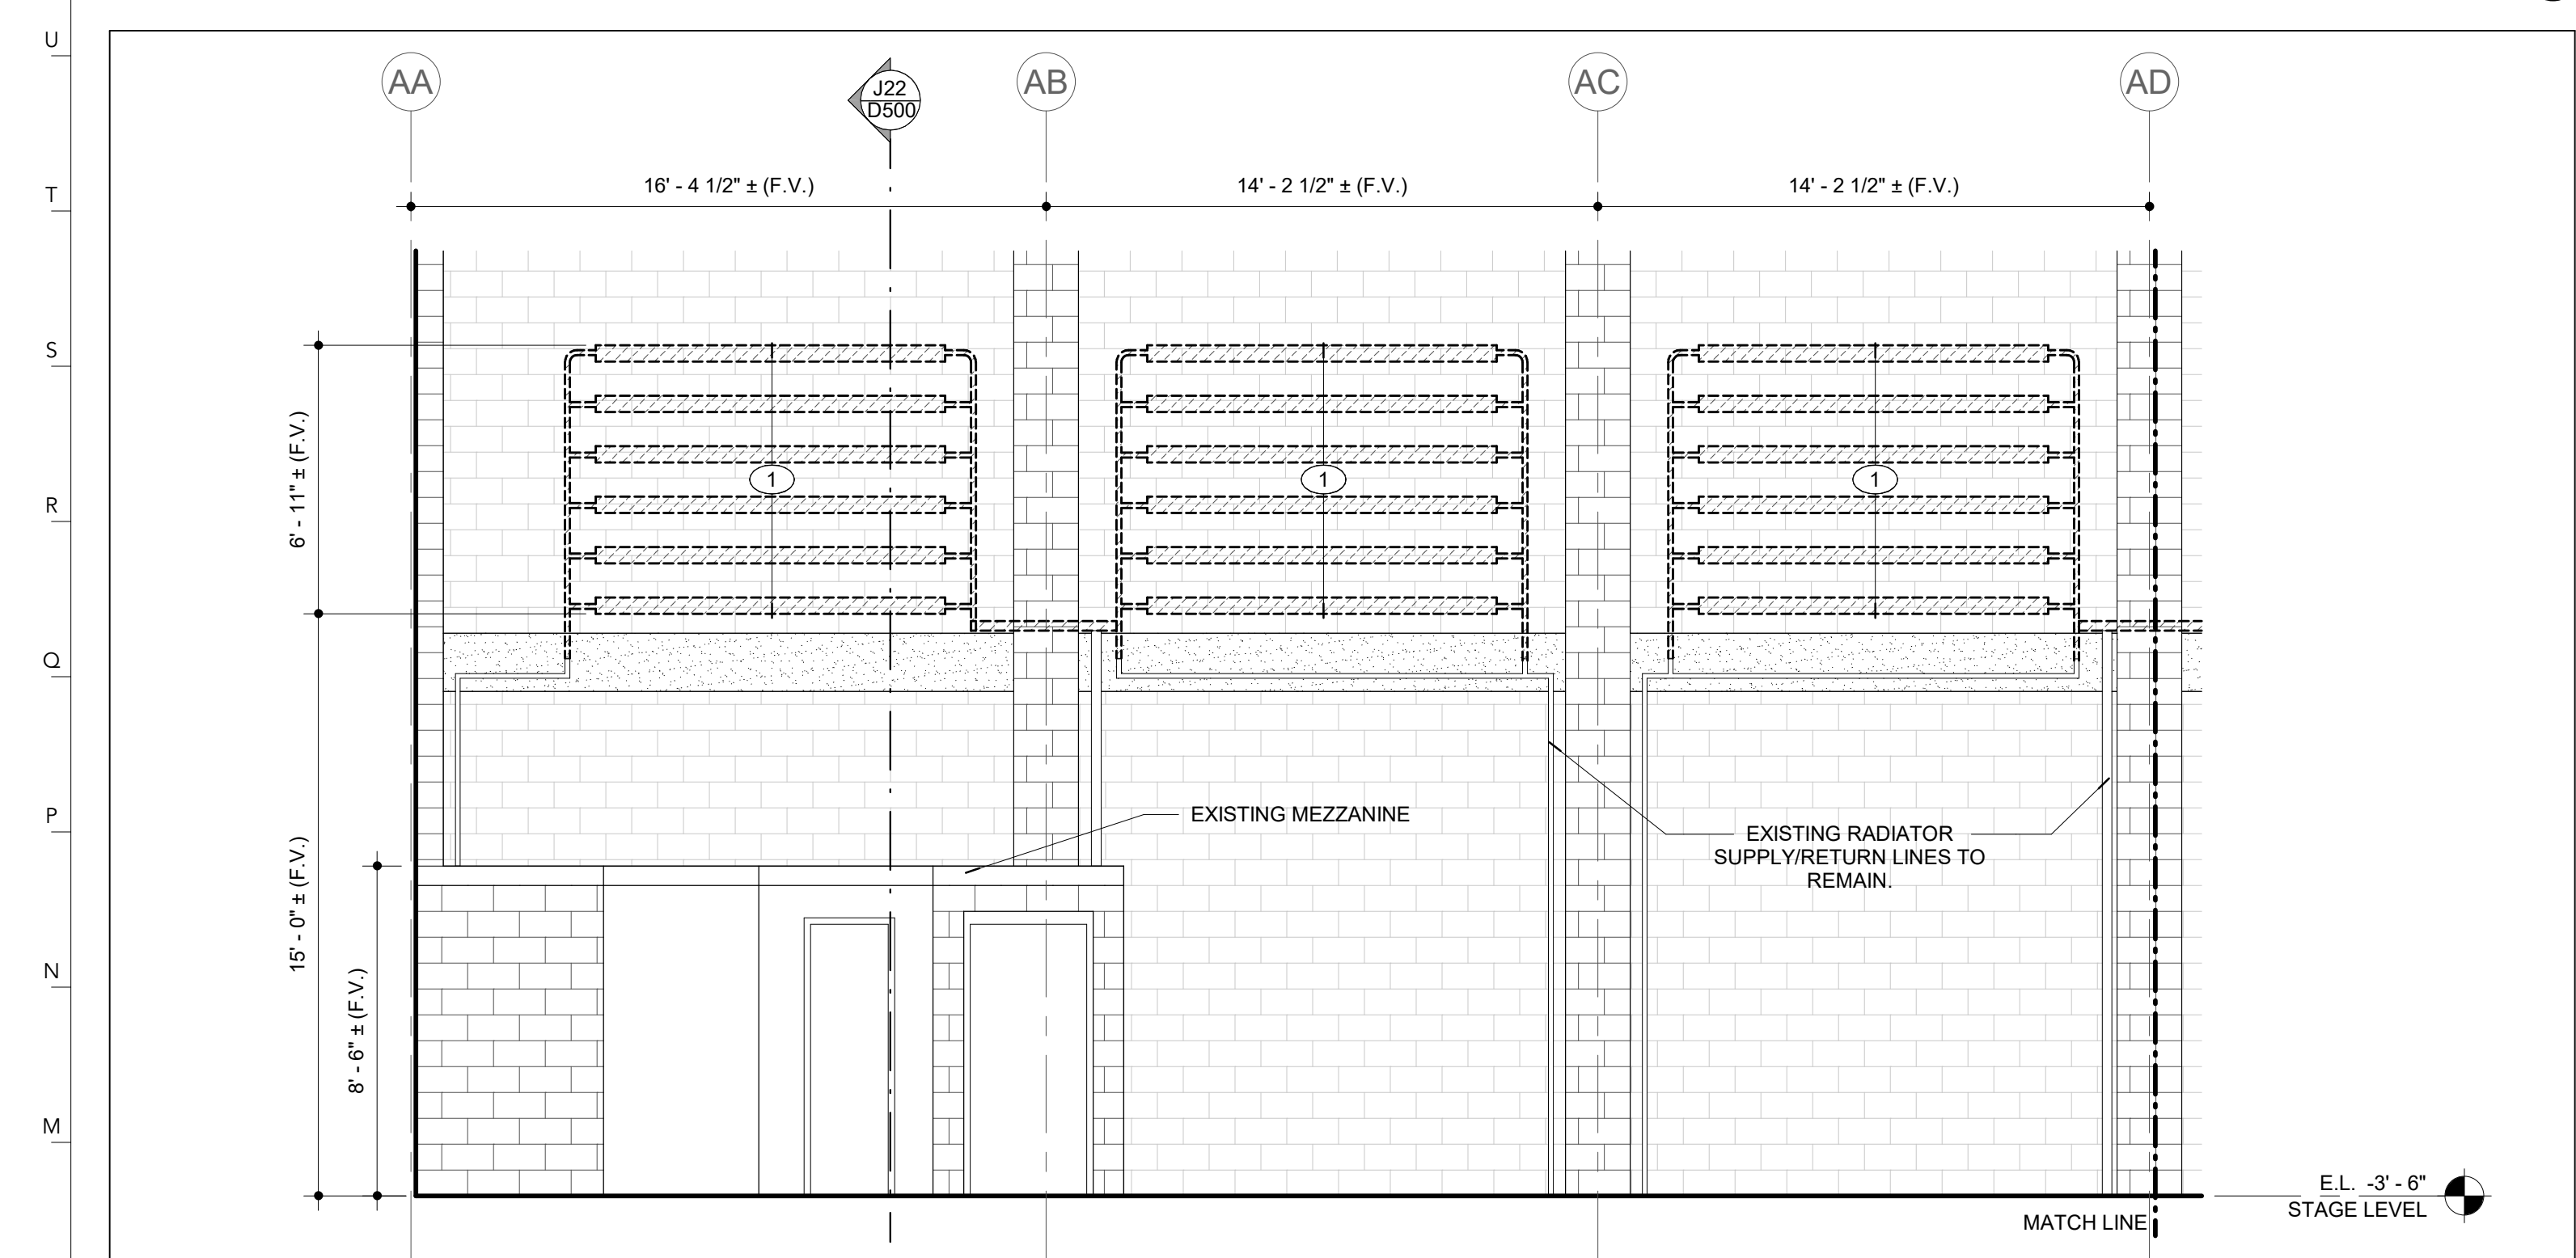 U
AA
J22
D500
AB
AC
AD
T
16' - 4 1/2" ± (F.V.)
14' - 2 1/2" ± (F.V.)
14' - 2 1/2" ± (F.V.)
S
6' - 11" ± (F.V.)
R
1
1
1
Q
P
EXISTING MEZZANINE
EXISTING RADIATOR
SUPPLY/RETURN LINES TO
REMAIN.
15' - 0" ± (F.V.)
N
8' - 6" ± (F.V.)
M
E.L. -3' - 6"
STAGE LEVEL
MATCH LINE